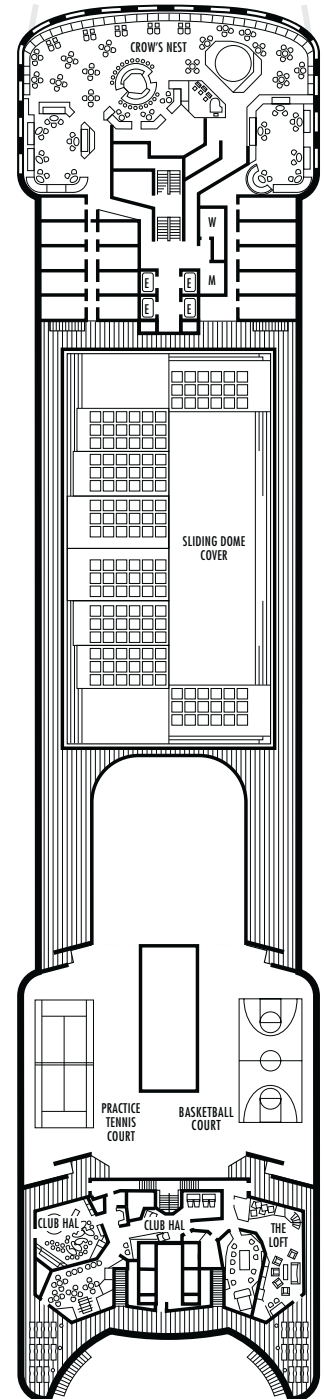 CROW'S NEST
W
M
E
E
E
E
SLIDING DOME
COVER
PRACTICE
TENNIS
COURT
BASKETBALL
COURT
CLUB HAL
CLUB HAL
THE
LOFT